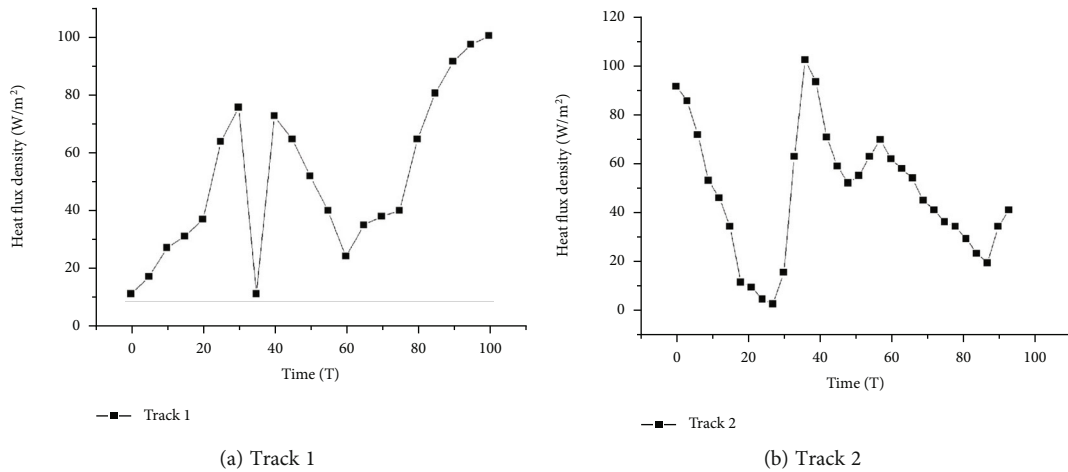 100
80
60
40
20
0
Heat flux density (W/m²)
0 20 40 60 80 100
Time (T)
Track 1
(a) Track 1
120
100
80
60
40
20
0
Heat flux density (W/m²)
0 20 40 60 80 100
Time (T)
Track 2
(b) Track 2